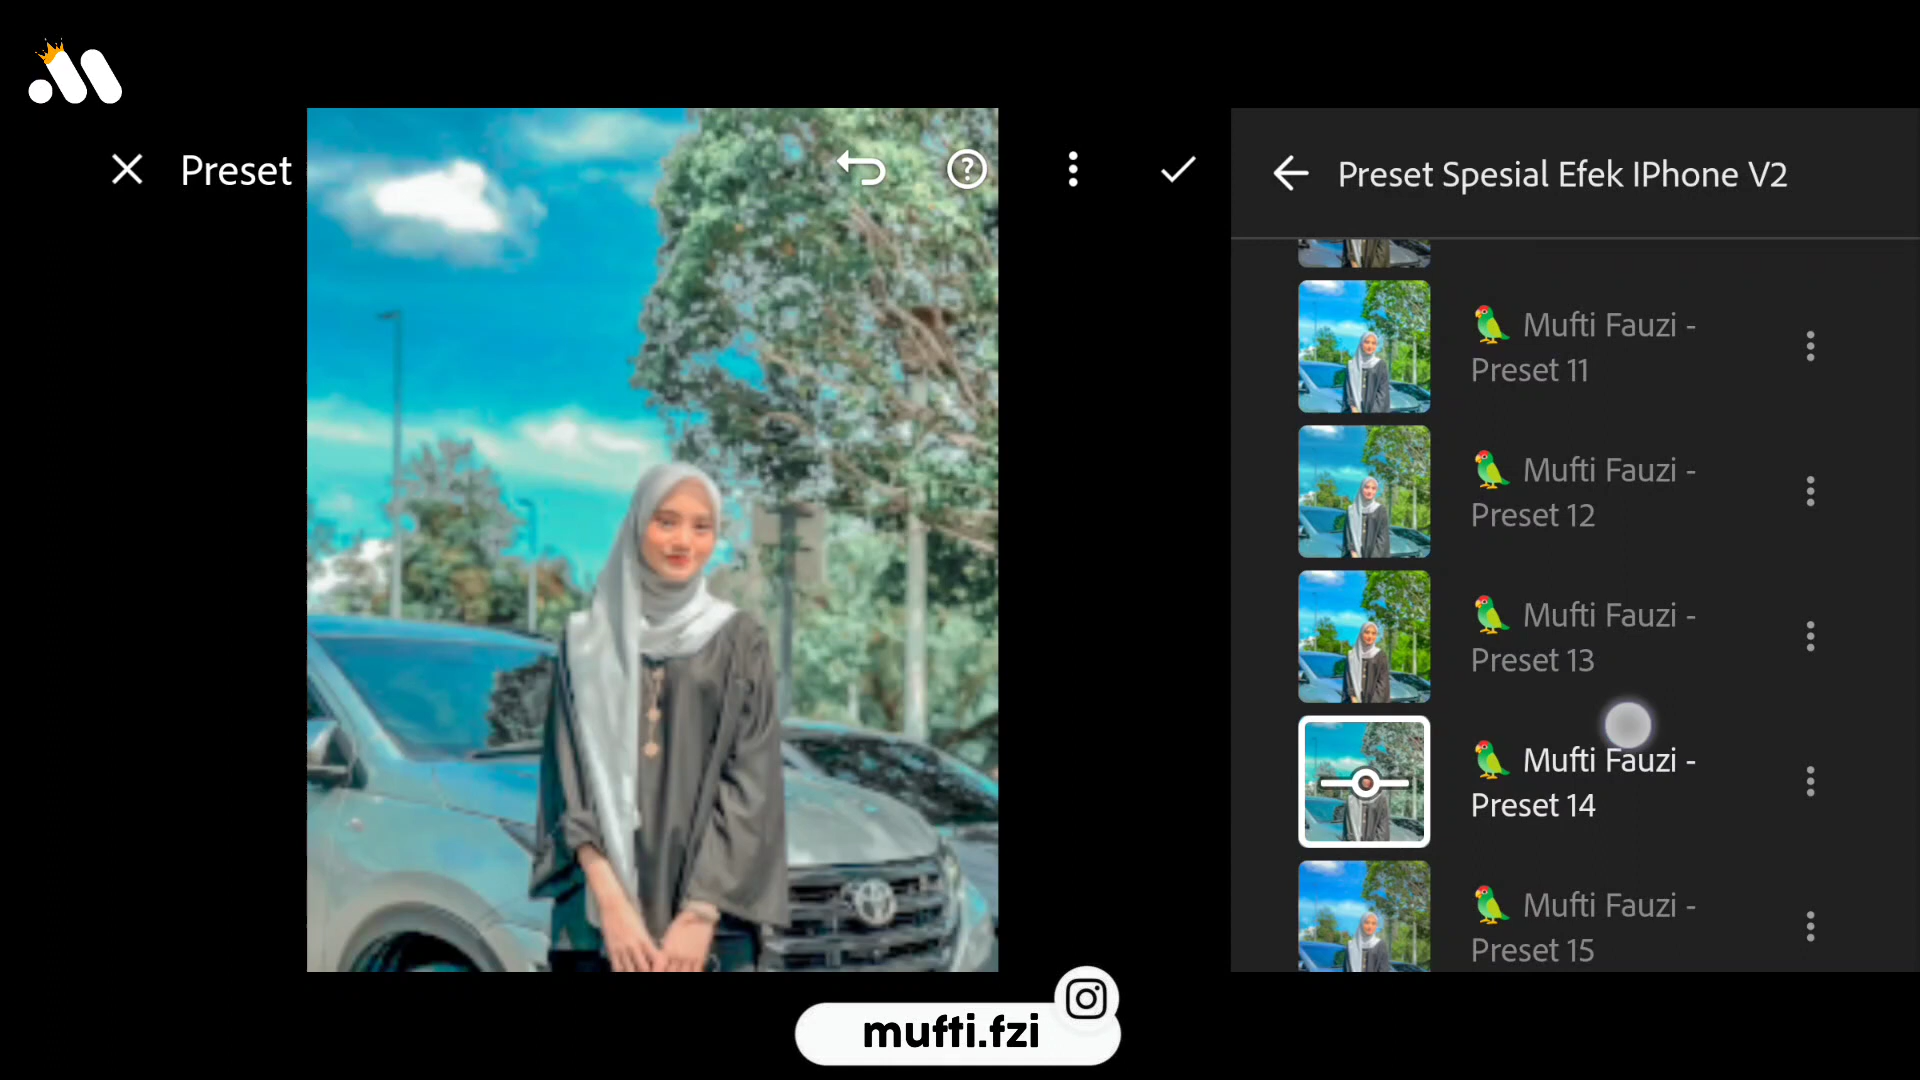 Preset
Preset Spesial Efek IPhone V2
🦜 Mufti Fauzi -
Preset 11
🦜 Mufti Fauzi -
Preset 12
🦜 Mufti Fauzi -
Preset 13
🦜 Mufti Fauzi -
Preset 14
🦜 Mufti Fauzi -
Preset 15
mufti.fzi